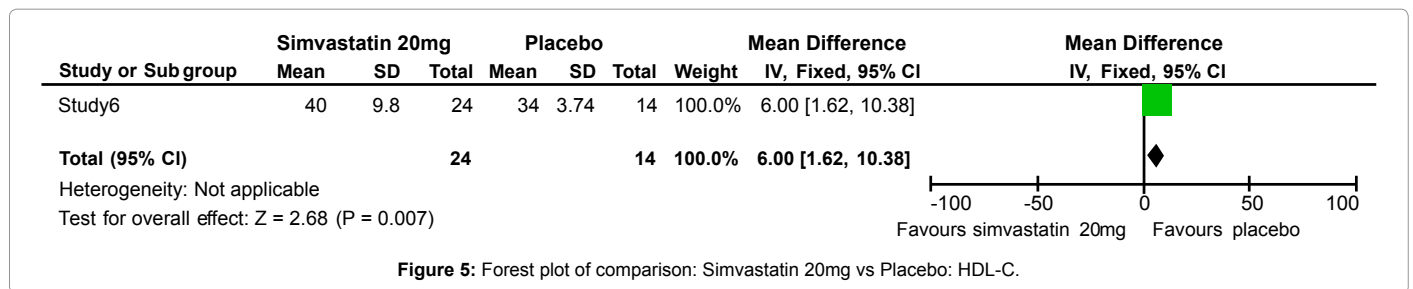 Simvastatin 20mg Placebo Mean Difference Mean Difference
Study or Subgroup Mean SD Total Mean SD Total Weight IV, Fixed, 95% CI IV, Fixed, 95% CI
Study6 40 9.8 24 34 3.74 14 100.0% 6.00 [1.62, 10.38]
Total (95% CI) 24 14 100.0% 6.00 [1.62, 10.38]
Heterogeneity: Not applicable
Test for overall effect: Z = 2.68 (P = 0.007)
-100 -50 0 50 100
Favours simvastatin 20mg Favours placebo
Figure 5: Forest plot of comparison: Simvastatin 20mg vs Placebo: HDL-C.